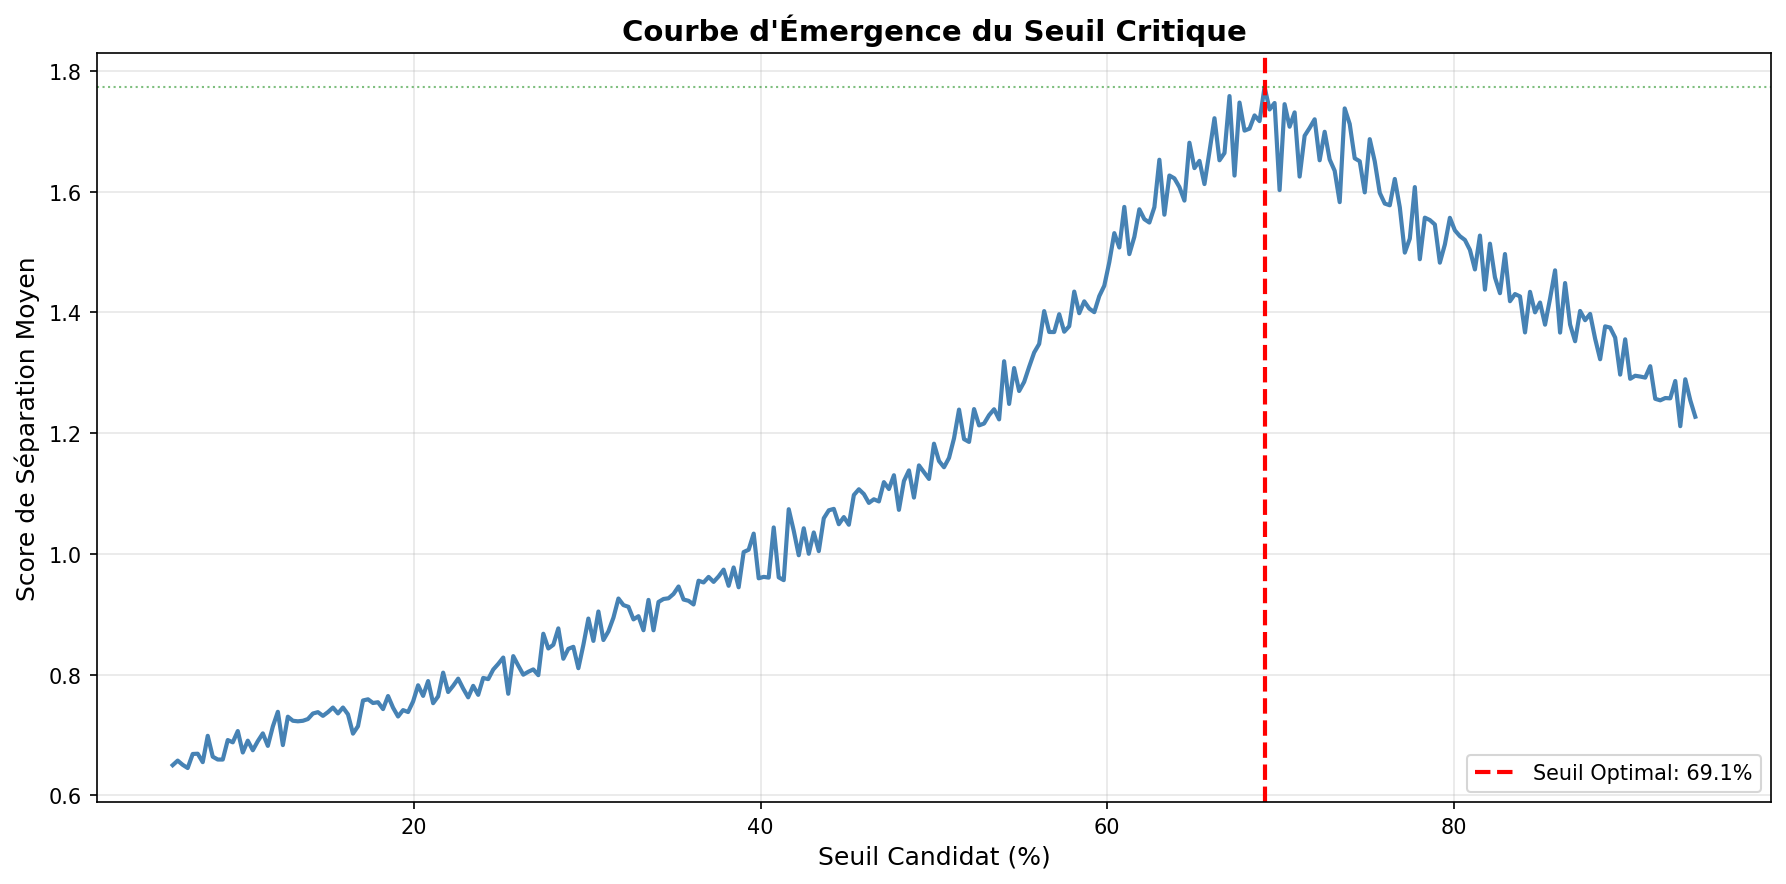 Courbe d'Émergence du Seuil Critique
1.8
1.6
1.4
1.2
1.0
0.8
0.6
Score de Séparation Moyen
Seuil Optimal: 69.1%
20 40 60 80
Seuil Candidat (%)